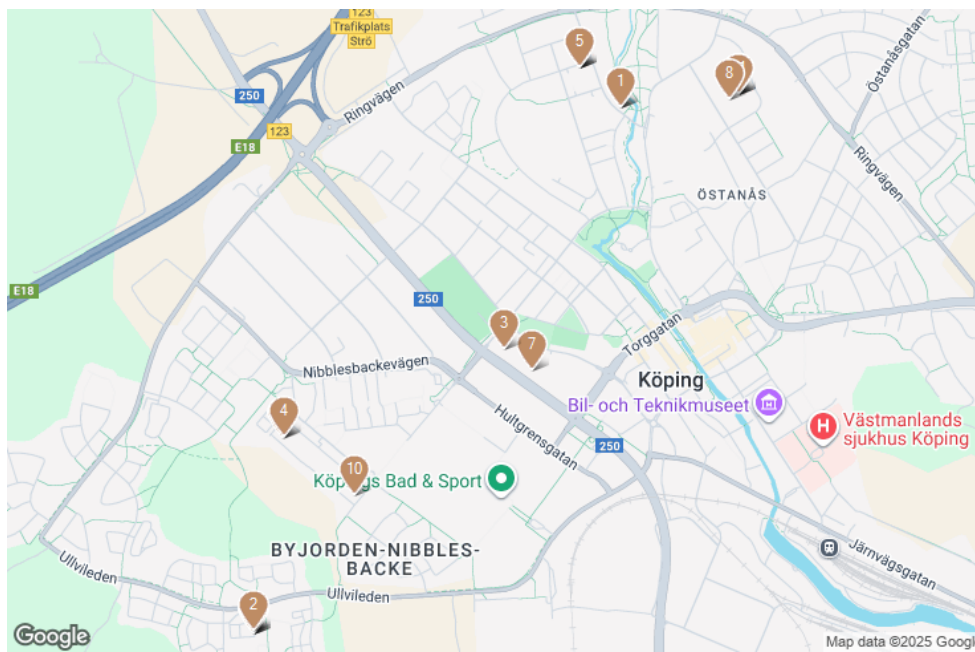 123
Trafikplats
Strö
5
1
8
250
Ringvägen
Östanåsgatan
123
E18
Ringvägen
ÖSTANÅS
E18
250
3
7
Torggatan
Nibblesbackevägen
Köping
Bil- och Teknikmuseet
4
Hultgrensgatan
H
Västmanlands
sjukhus Köping
250
10
Köpings Bad & Sport
BYJORDEN-NIBBLES-
BACKE
Järnvägsgatan
Ullvileden
Ullvileden
2
Google
Map data ©2025 Googl